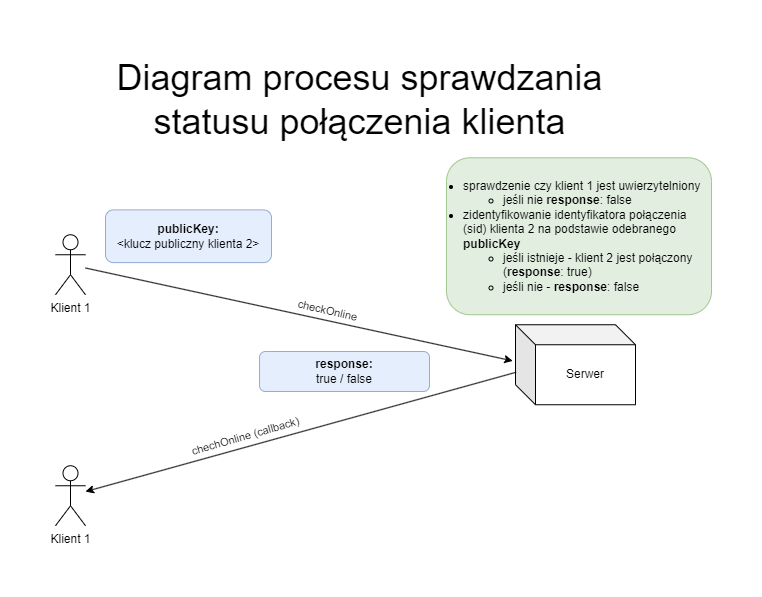 Diagram procesu sprawdzania
statusu połączenia klienta
sprawdzenie czy klient 1 jest uwierzytelniony
jeśli nie response: false
zidentyfikowanie identyfikatora połączenia
(sid) klienta 2 na podstawie odebranego
publicKey
jeśli istnieje - klient 2 jest połączony
(response: true)
jeśli nie - response: false
publicKey:
<klucz publiczny klienta 2>
Klient 1
checkOnline
response:
true / false
Serwer
chechOnline (callback)
Klient 1